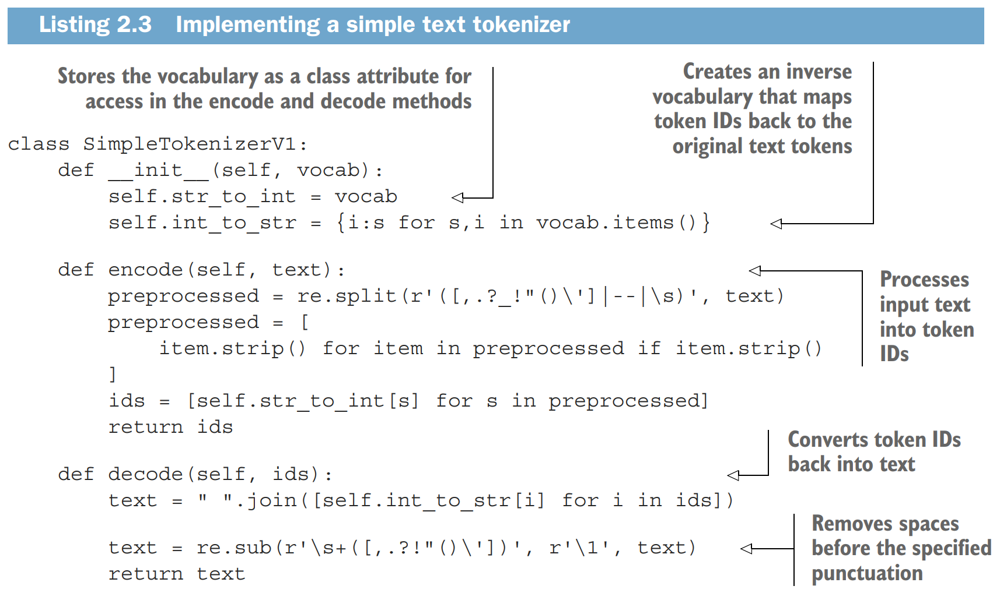 Listing 2.3 Implementing a simple text tokenizer
Stores the vocabulary as a class attribute for
access in the encode and decode methods
Creates an inverse
vocabulary that maps
token IDs back to the
original text tokens
class SimpleTokenizerV1:
    def __init__(self, vocab):
        self.str_to_int = vocab
        self.int_to_str = {i:s for s,i in vocab.items()}
    def encode(self, text):
        preprocessed = re.split(r'([,.?_!"()\']|--|\s)', text)
        preprocessed = [
            item.strip() for item in preprocessed if item.strip()
        ]
        ids = [self.str_to_int[s] for s in preprocessed]
        return ids
Processes
input text
into token
IDs
    def decode(self, ids):
        text = " ".join([self.int_to_str[i] for i in ids])
Converts token IDs
back into text
        text = re.sub(r'\s+([,.?!"()\'])', r'\1', text)
        return text
Removes spaces
before the specified
punctuation